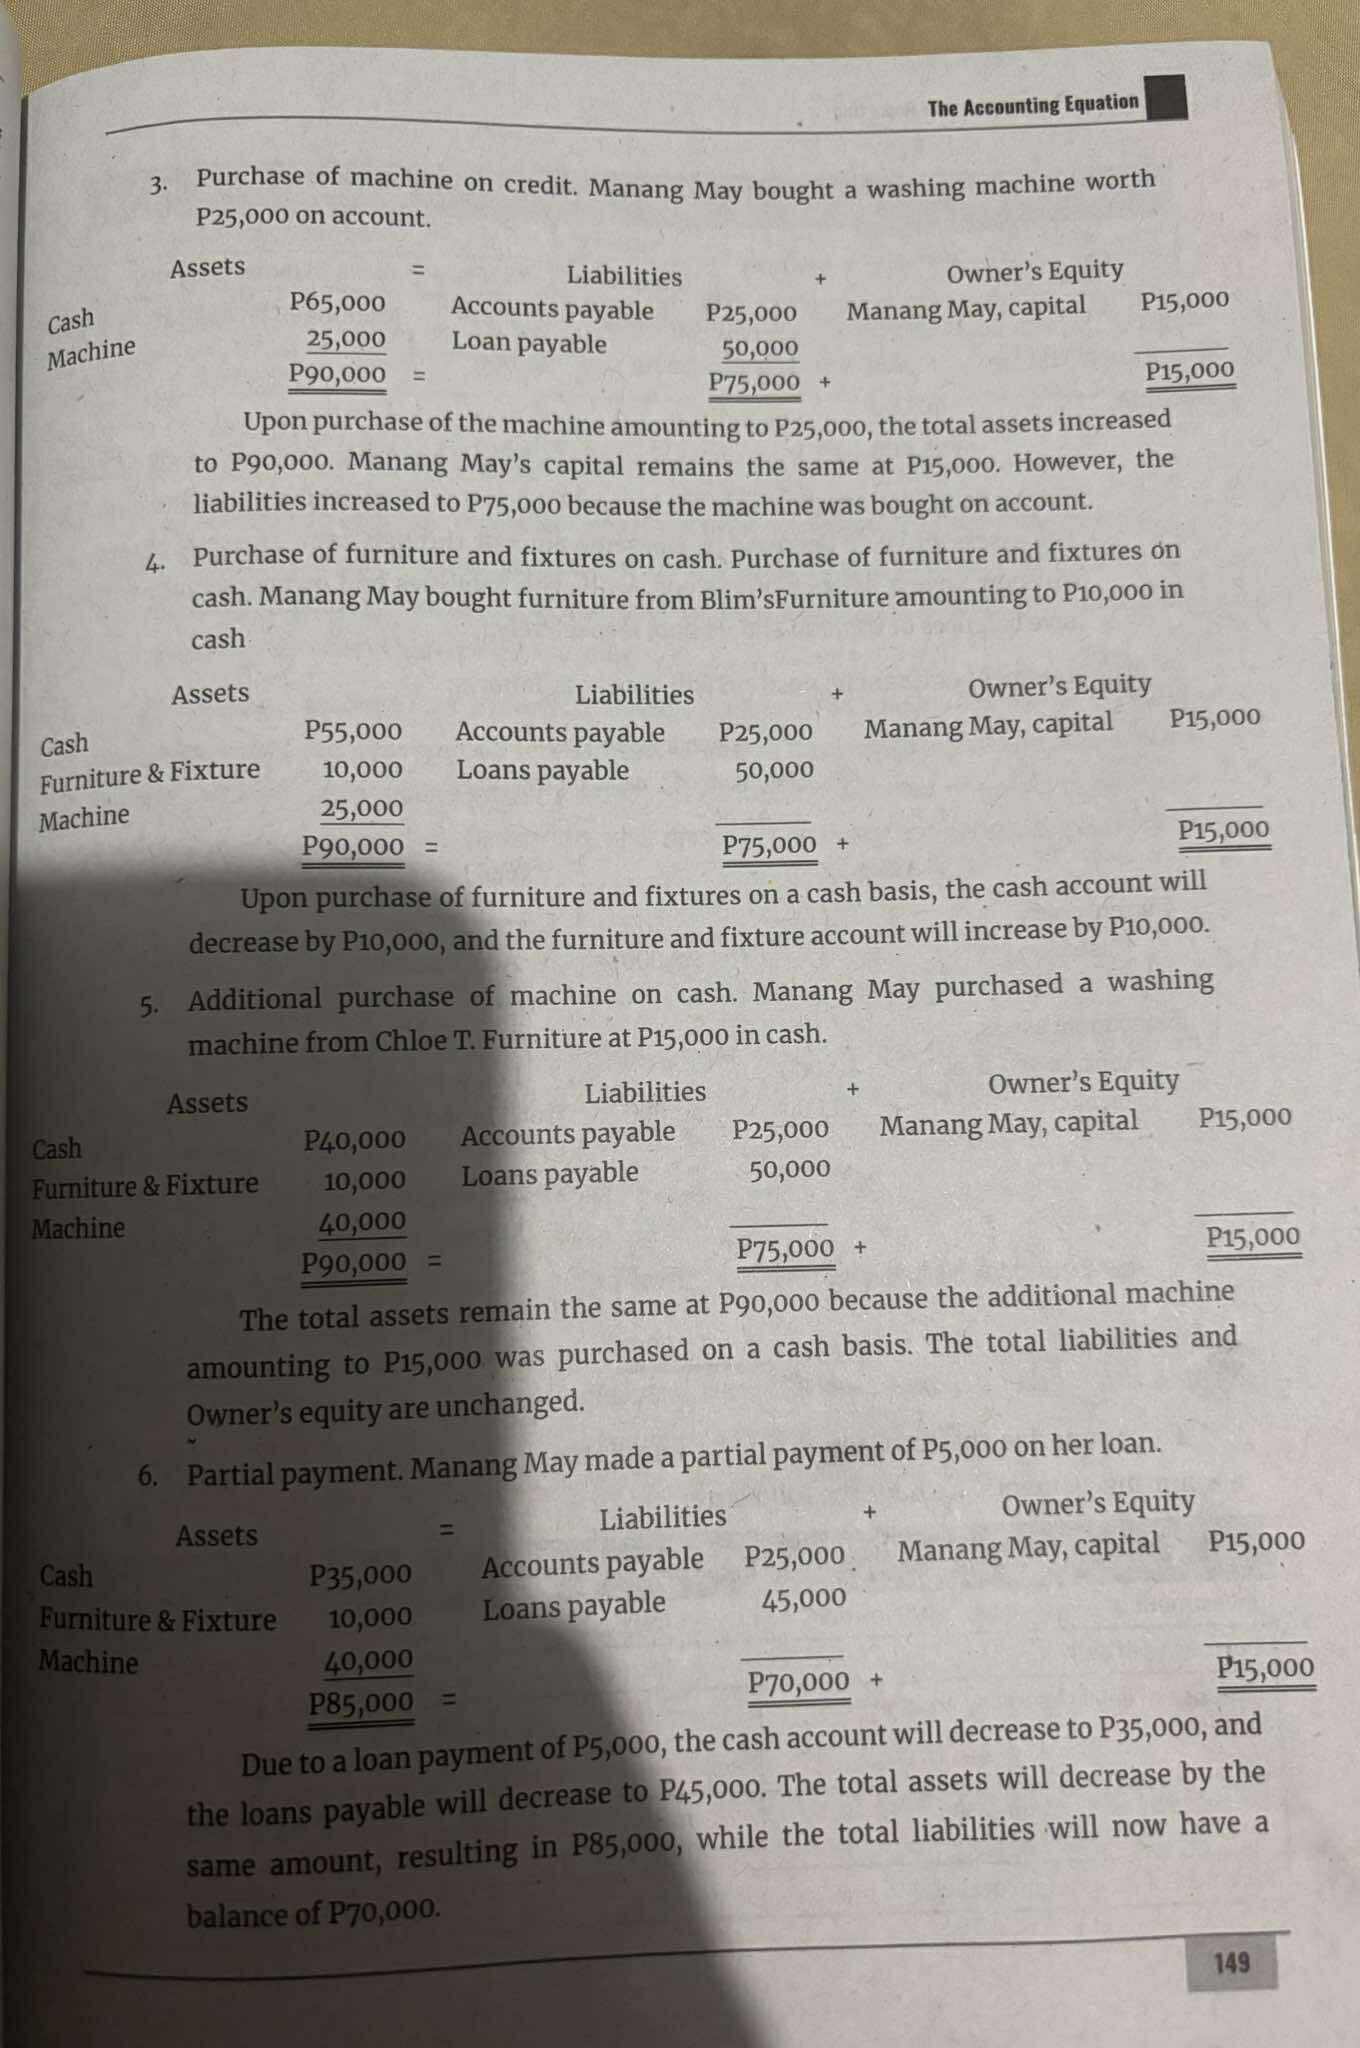 The Accounting Equation
3. Purchase of machine on credit. Manang May bought a washing machine worth
P25,000 on account.
Assets = Liabilities + Owner's Equity
Cash P65,000 Accounts payable P25,000 Manang May, capital P15,000
Machine 25,000 Loan payable 50,000
P90,000 = P75,000 + P15,000
Upon purchase of the machine amounting to P25,000, the total assets increased
to P90,000. Manang May's capital remains the same at P15,000. However, the
liabilities increased to P75,000 because the machine was bought on account.
4. Purchase of furniture and fixtures on cash. Purchase of furniture and fixtures on
cash. Manang May bought furniture from Blim'sFurniture amounting to P10,000 in
cash
Assets Liabilities + Owner's Equity
Cash P55,000 Accounts payable P25,000 Manang May, capital P15,000
Furniture & Fixture 10,000 Loans payable 50,000
Machine 25,000
P90,000 = P75,000 + P15,000
Upon purchase of furniture and fixtures on a cash basis, the cash account will
decrease by P10,000, and the furniture and fixture account will increase by P10,000.
5. Additional purchase of machine on cash. Manang May purchased a washing
machine from Chloe T. Furniture at P15,000 in cash.
Assets Liabilities + Owner's Equity
Cash P40,000 Accounts payable P25,000 Manang May, capital P15,000
Furniture & Fixture 10,000 Loans payable 50,000
Machine 40,000
P90,000 = P75,000 + P15,000
The total assets remain the same at P90,000 because the additional machine
amounting to P15,000 was purchased on a cash basis. The total liabilities and
Owner's equity are unchanged.
6. Partial payment. Manang May made a partial payment of P5,000 on her loan.
Assets = Liabilities + Owner's Equity
Cash P35,000 Accounts payable P25,000 Manang May, capital P15,000
Furniture & Fixture 10,000 Loans payable 45,000
Machine 40,000
P85,000 = P70,000 + P15,000
Due to a loan payment of P5,000, the cash account will decrease to P35,000, and
the loans payable will decrease to P45,000. The total assets will decrease by the
same amount, resulting in P85,000, while the total liabilities will now have a
balance of P70,000.
149